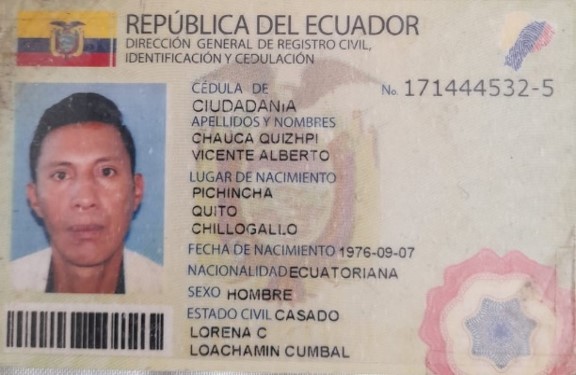 REPÚBLICA DEL ECUADOR
DIRECCIÓN GENERAL DE REGISTRO CIVIL,
IDENTIFICACIÓN Y CEDULACIÓN
CÉDULA DE No. 171444532-5
CIUDADANIA
APELLIDOS Y NOMBRES
CHAUCA QUIZHPI
VICENTE ALBERTO
LUGAR DE NACIMIENTO
PICHINCHA
QUITO
CHILLOGALLO
FECHA DE NACIMIENTO 1976-09-07
NACIONALIDAD ECUATORIANA
SEXO HOMBRE
ESTADO CIVIL CASADO
LORENA C
LOACHAMIN CUMBAL